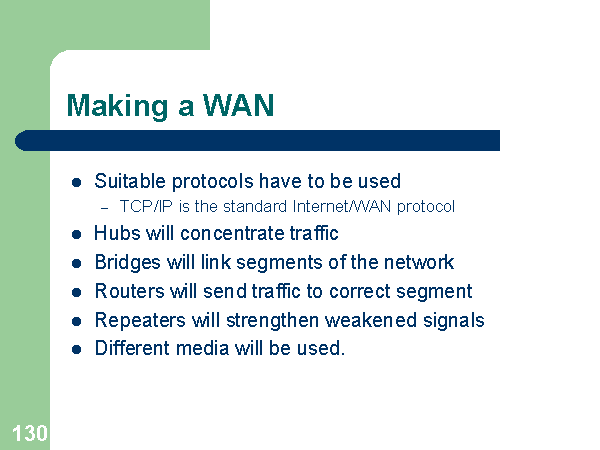 Making a WAN
● Suitable protocols have to be used
– TCP/IP is the standard Internet/WAN protocol
● Hubs will concentrate traffic
● Bridges will link segments of the network
● Routers will send traffic to correct segment
● Repeaters will strengthen weakened signals
● Different media will be used.
130